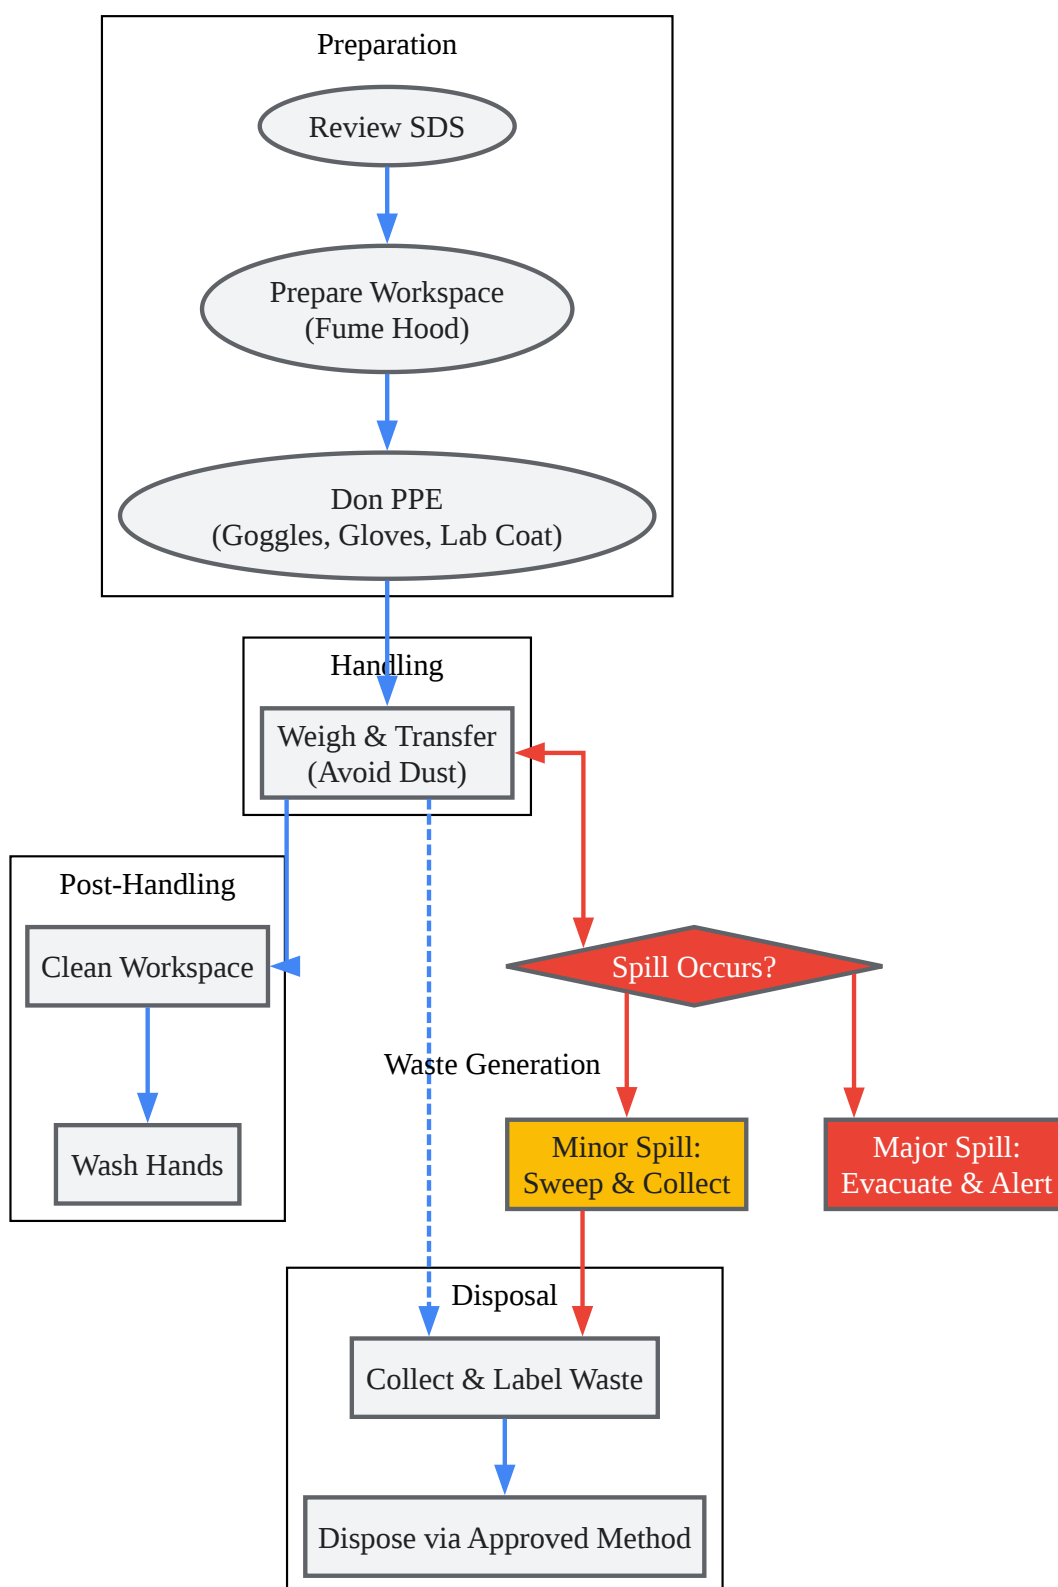 Preparation
Review SDS
Prepare Workspace
(Fume Hood)
Don PPE
(Goggles, Gloves, Lab Coat)
Handling
Weigh & Transfer
(Avoid Dust)
Post-Handling
Clean Workspace
Spill Occurs?
Waste Generation
Minor Spill:
Sweep & Collect
Major Spill:
Evacuate & Alert
Wash Hands
Disposal
Collect & Label Waste
Dispose via Approved Method